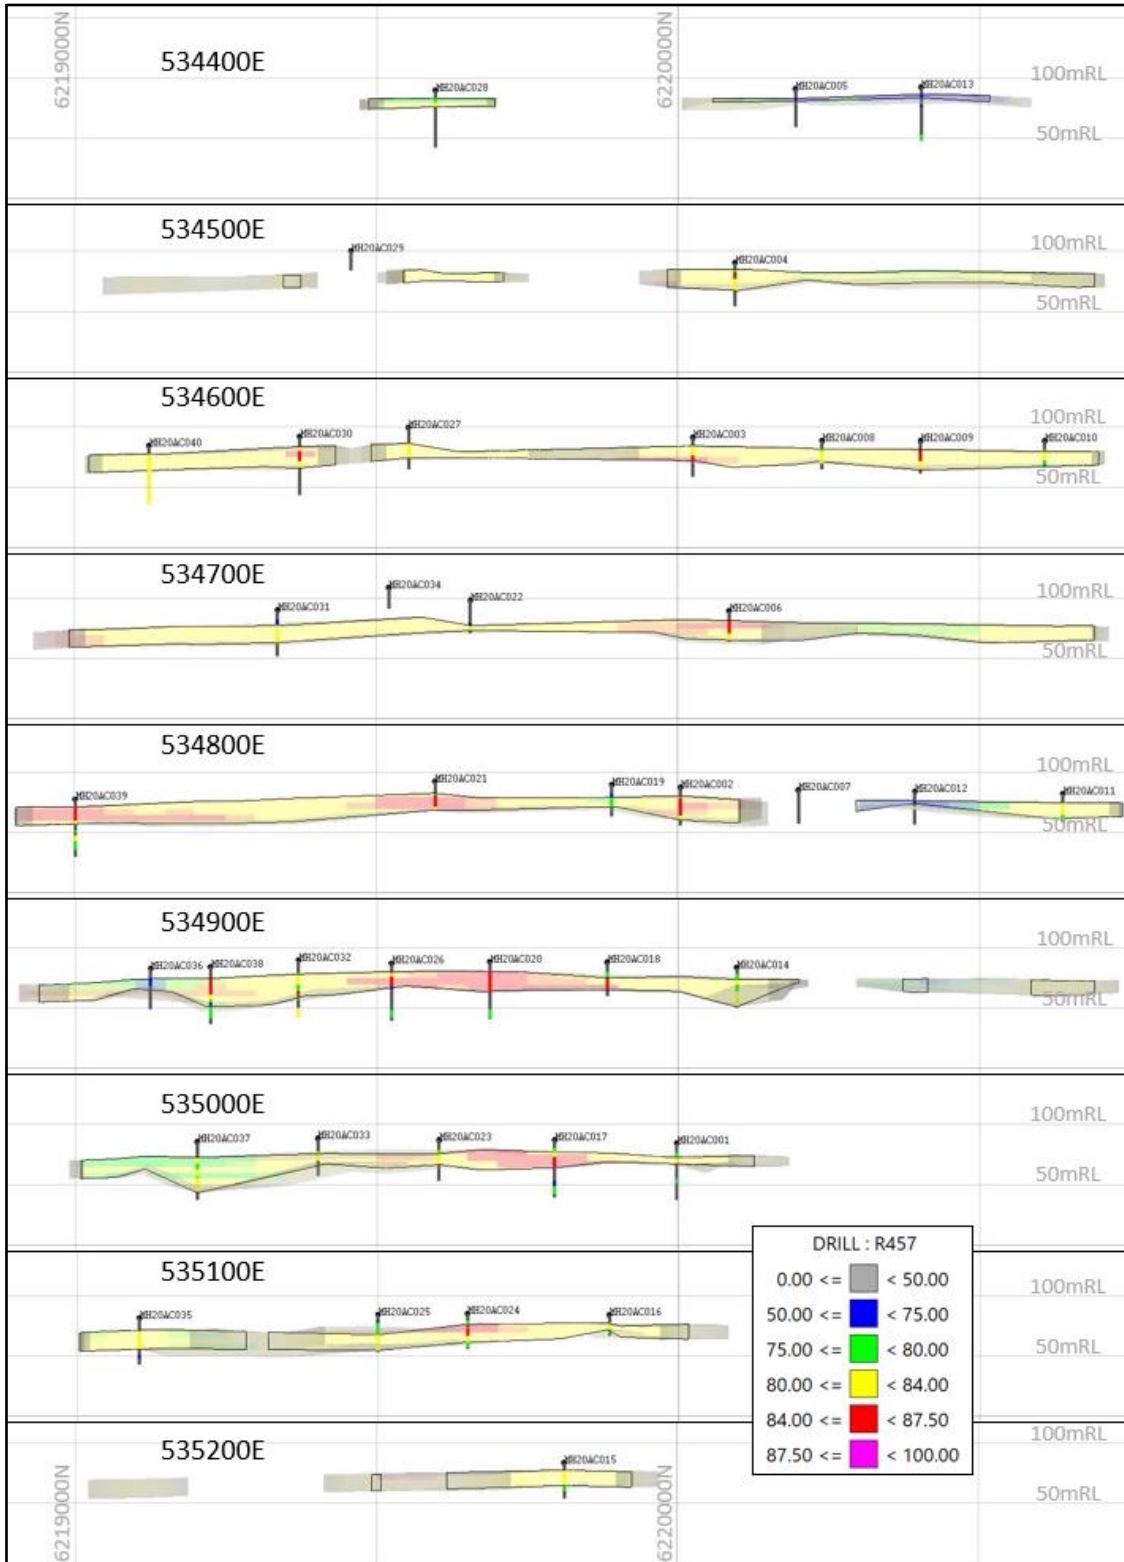 6219000N
6220000N
534400E
100mRL
MH20AC028
MH20AC005
MH20AC013
50mRL
534500E
MH20AC029
100mRL
MH20AC004
50mRL
534600E
100mRL
MH20AC040
MH20AC030
MH20AC027
MH20AC003
MH20AC008
MH20AC009
MH20AC010
50mRL
534700E
100mRL
MH20AC034
MH20AC031
MH20AC022
MH20AC006
50mRL
534800E
100mRL
MH20AC039
MH20AC021
MH20AC019
MH20AC002
MH20AC007
MH20AC012
MH20AC011
50mRL
534900E
100mRL
MH20AC036
MH20AC038
MH20AC032
MH20AC026
MH20AC020
MH20AC018
MH20AC014
50mRL
535000E
100mRL
MH20AC037
MH20AC033
MH20AC023
MH20AC017
MH20AC001
50mRL
535100E
100mRL
MH20AC035
MH20AC025
MH20AC024
MH20AC016
50mRL
DRILL : R457
0.00 <= < 50.00
50.00 <= < 75.00
75.00 <= < 80.00
80.00 <= < 84.00
84.00 <= < 87.50
87.50 <= < 100.00
535200E
100mRL
MH20AC015
50mRL
6219000N
6220000N